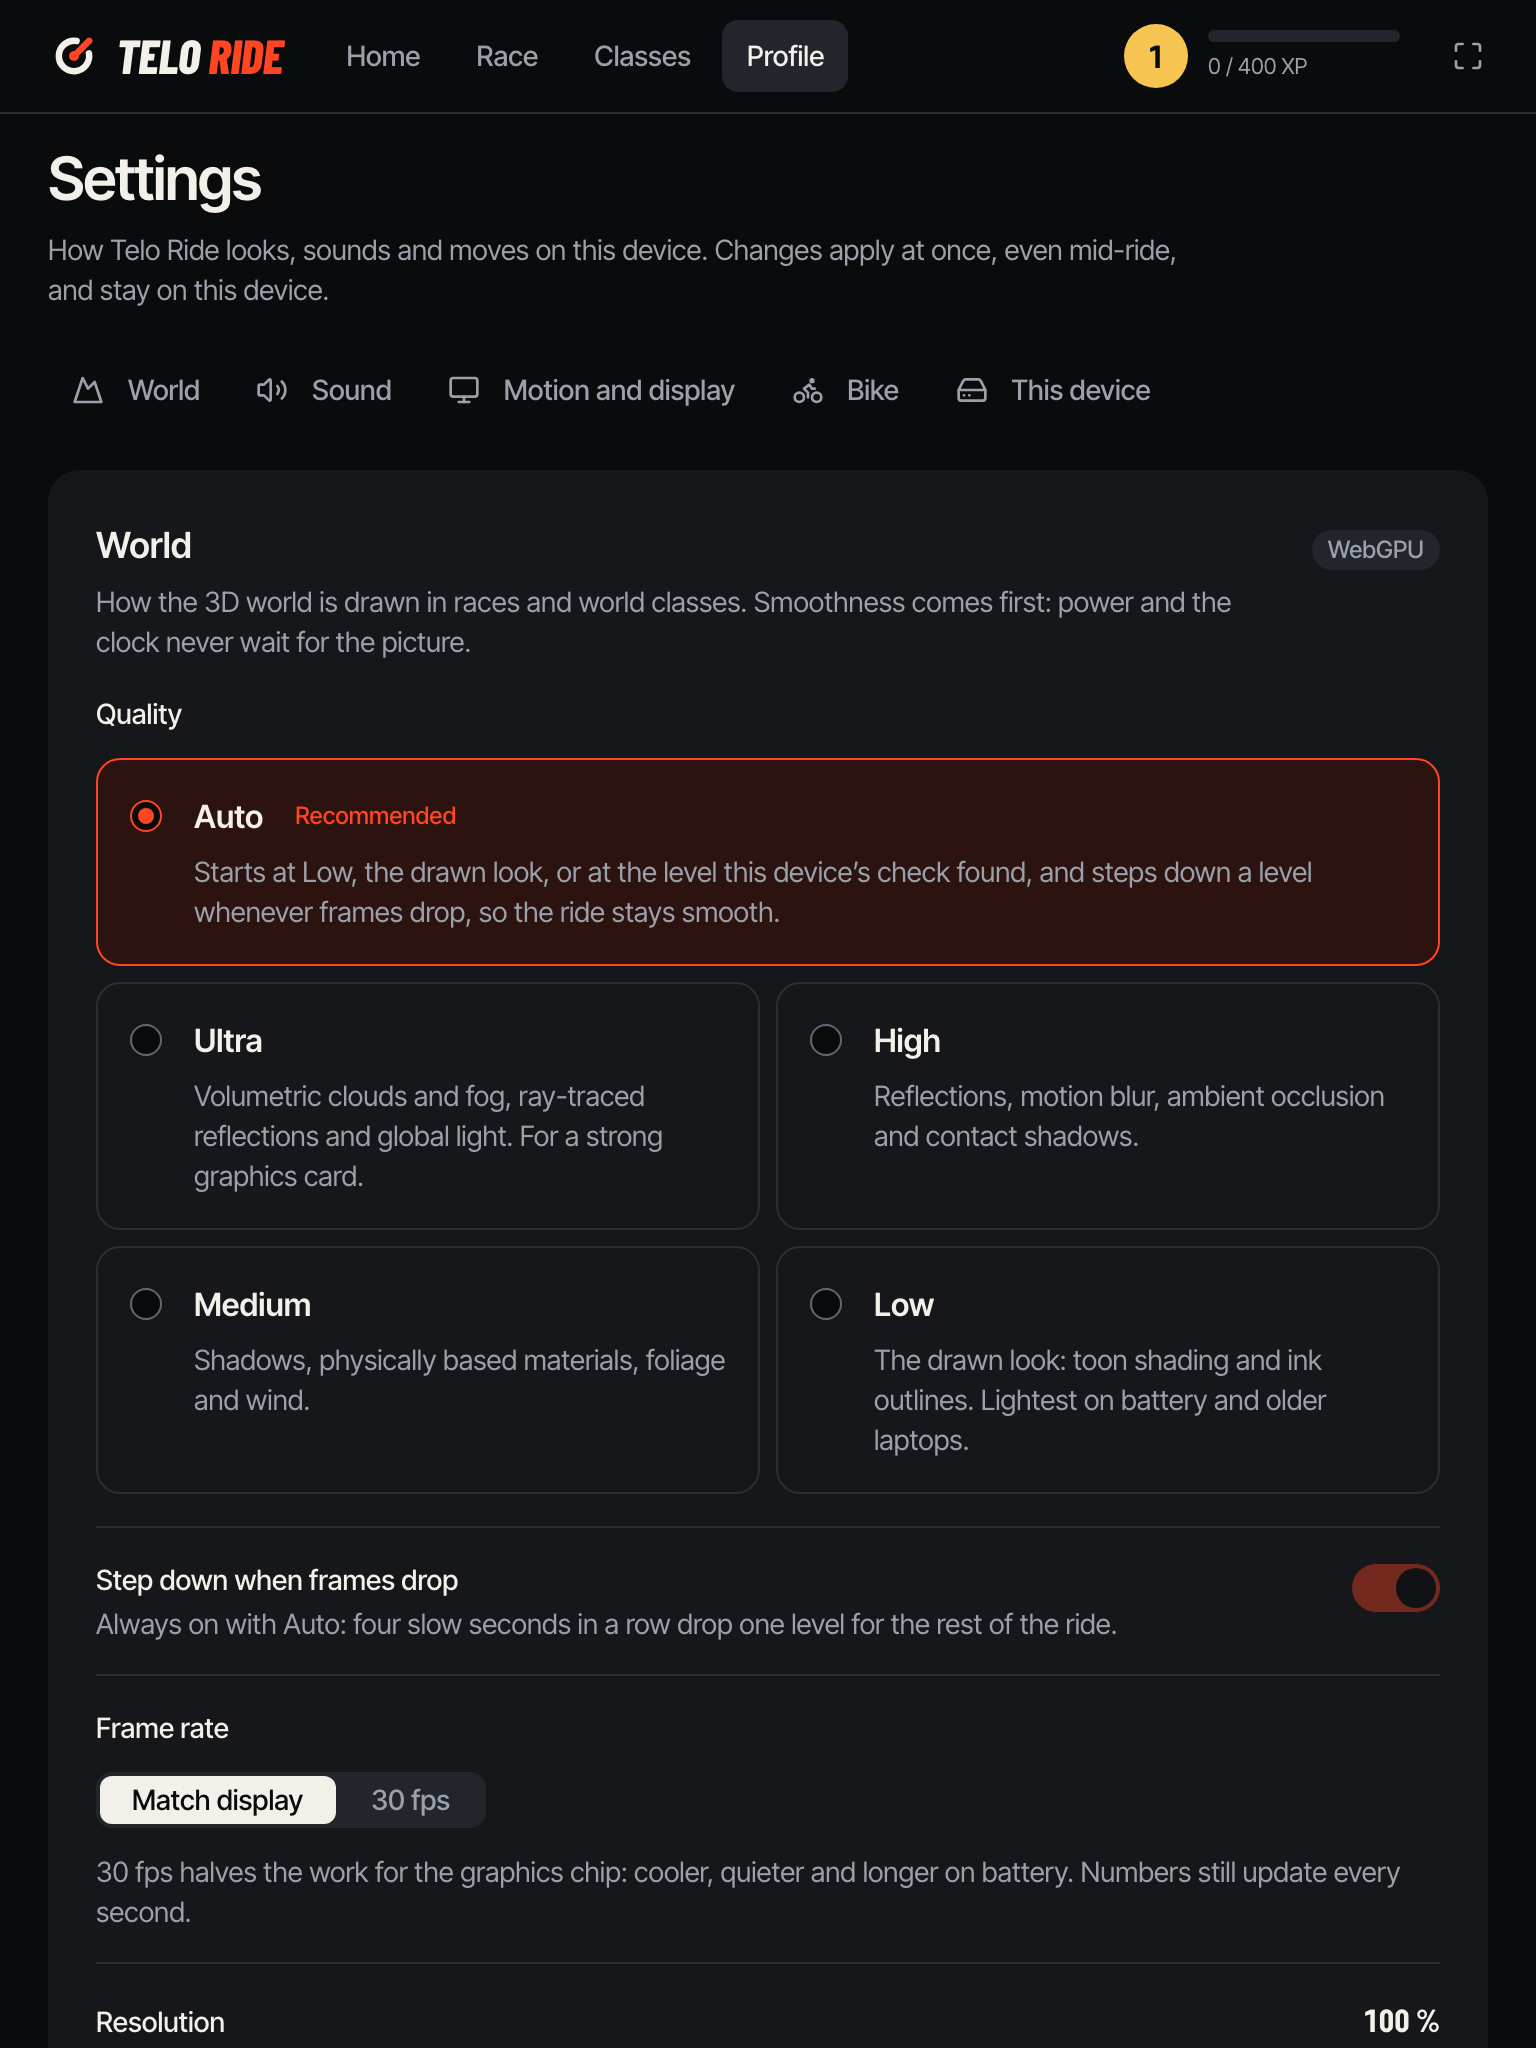 TELO RIDE
Home
Race
Classes
Profile
1
0 / 400 XP
Settings
How Telo Ride looks, sounds and moves on this device. Changes apply at once, even mid-ride,
and stay on this device.
World
Sound
Motion and display
Bike
This device
World
WebGPU
How the 3D world is drawn in races and world classes. Smoothness comes first: power and the
clock never wait for the picture.
Quality
Auto Recommended
Starts at Low, the drawn look, or at the level this device’s check found, and steps down a level
whenever frames drop, so the ride stays smooth.
Ultra
Volumetric clouds and fog, ray-traced
reflections and global light. For a strong
graphics card.
High
Reflections, motion blur, ambient occlusion
and contact shadows.
Medium
Shadows, physically based materials, foliage
and wind.
Low
The drawn look: toon shading and ink
outlines. Lightest on battery and older
laptops.
Step down when frames drop
Always on with Auto: four slow seconds in a row drop one level for the rest of the ride.
Frame rate
Match display
30 fps
30 fps halves the work for the graphics chip: cooler, quieter and longer on battery. Numbers still update every
second.
Resolution
100 %